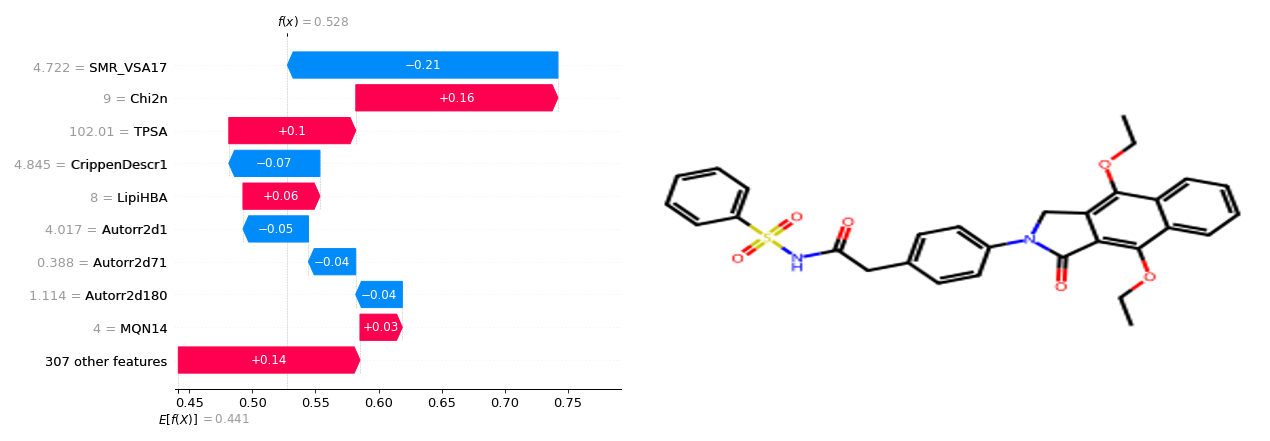 f(x) = 0.528
4.722 = SMR_VSA17
−0.21
9 = Chi2n
+0.16
102.01 = TPSA
+0.1
4.845 = CrippenDescr1
−0.07
8 = LipiHBA
+0.06
4.017 = Autorr2d1
−0.05
0.388 = Autorr2d71
−0.04
1.114 = Autorr2d180
−0.04
4 = MQN14
+0.03
307 other features
+0.14
0.45 0.50 0.55 0.60 0.65 0.70 0.75
E[f(X)] = 0.441
O
O
S
O
N
H
O
N
O
O
O